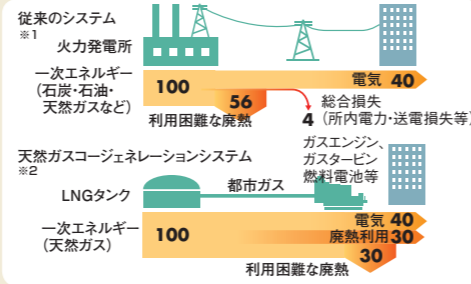 従来のシステム
※1
火力発電所
一次エネルギー
(石炭・石油・
天然ガスなど)
100
電気 40
56
利用困難な廃熱
総合損失
4 (所内電力・送電損失等)
天然ガスコージェネレーションシステム
※2
ガスエンジン、
ガスタービン
燃料電池等
LNGタンク
都市ガス
一次エネルギー
(天然ガス)
100
電気 40
廃熱利用 30
30
利用困難な廃熱